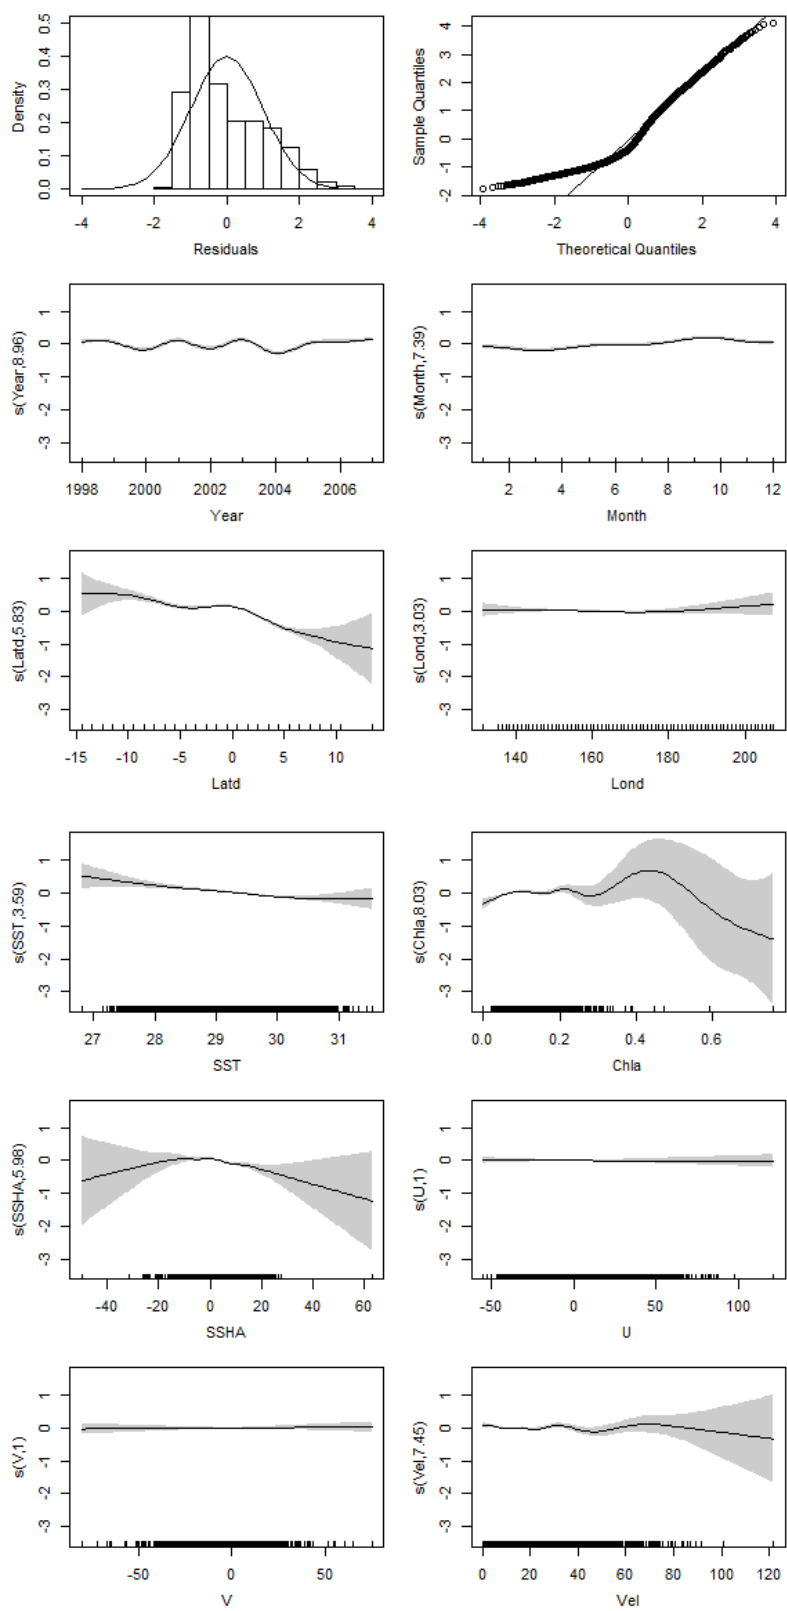 Density
0.0 0.1 0.2 0.3 0.4 0.5
-4 -2 0 2 4
Residuals
Sample Quantiles
-2 -1 0 1 2 3 4
-4 -2 0 2 4
Theoretical Quantiles
s(Year,8.96)
-3 -2 -1 0 1
1998 2000 2002 2004 2006
Year
s(Month,7.39)
-3 -2 -1 0 1
2 4 6 8 10 12
Month
s(Latd,5.83)
-3 -2 -1 0 1
-15 -10 -5 0 5 10
Latd
s(Lond,3.03)
-3 -2 -1 0 1
140 160 180 200
Lond
s(SST,3.59)
-3 -2 -1 0 1
27 28 29 30 31
SST
s(Chla,8.03)
-3 -2 -1 0 1
0.0 0.2 0.4 0.6
Chla
s(SSHA,5.98)
-3 -2 -1 0 1
-40 -20 0 20 40 60
SSHA
s(U,1)
-3 -2 -1 0 1
-50 0 50 100
U
s(V,1)
-3 -2 -1 0 1
-50 0 50
V
s(Vel,7.45)
-3 -2 -1 0 1
0 20 40 60 80 100 120
Vel